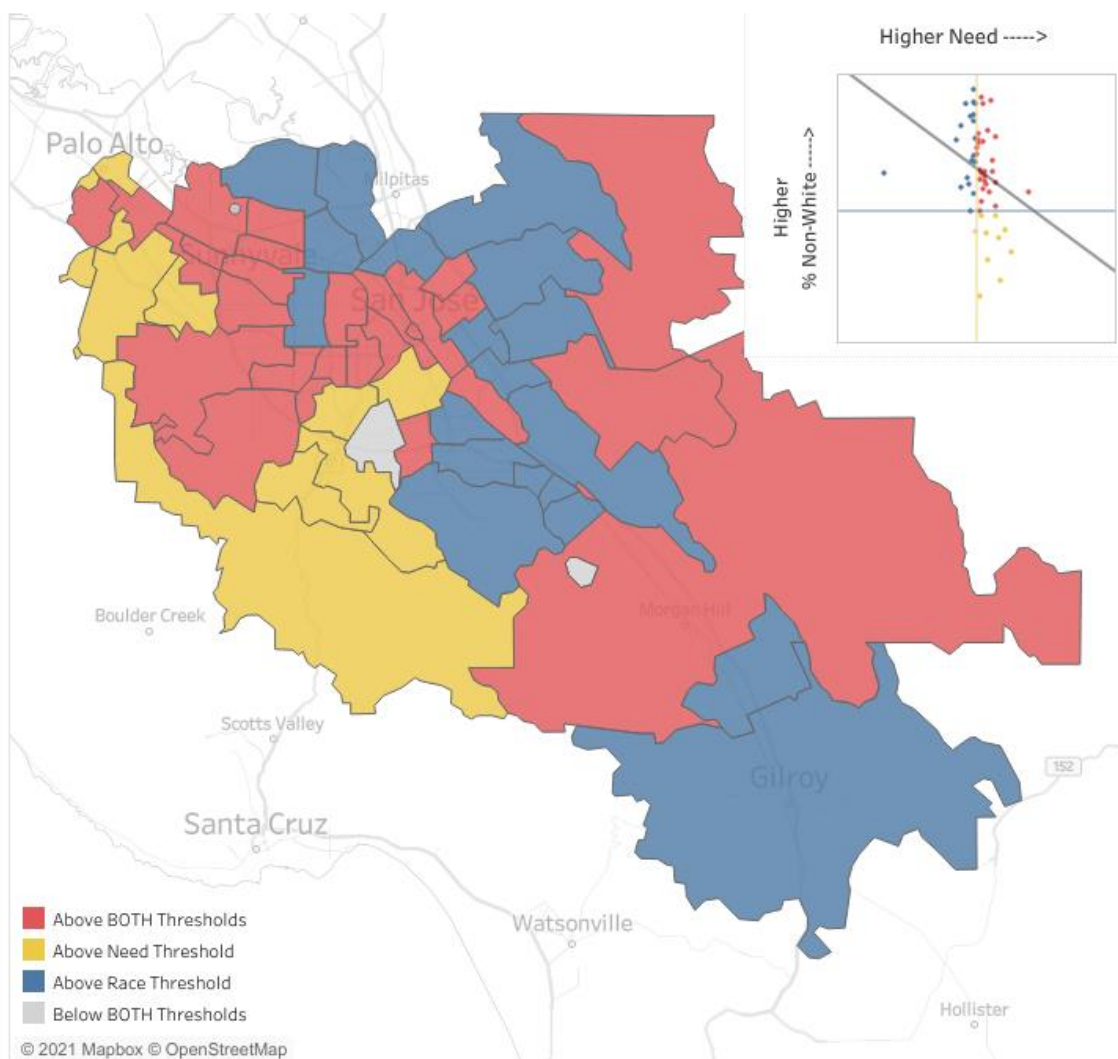 Higher Need ----->
Higher
% Non-White ----->
Palo Alto
Milpitas
Sunnyvale
San Jose
Boulder Creek
Morgan Hill
Scotts Valley
Gilroy
152
Santa Cruz
Watsonville
Hollister
Above BOTH Thresholds
Above Need Threshold
Above Race Threshold
Below BOTH Thresholds
© 2021 Mapbox © OpenStreetMap